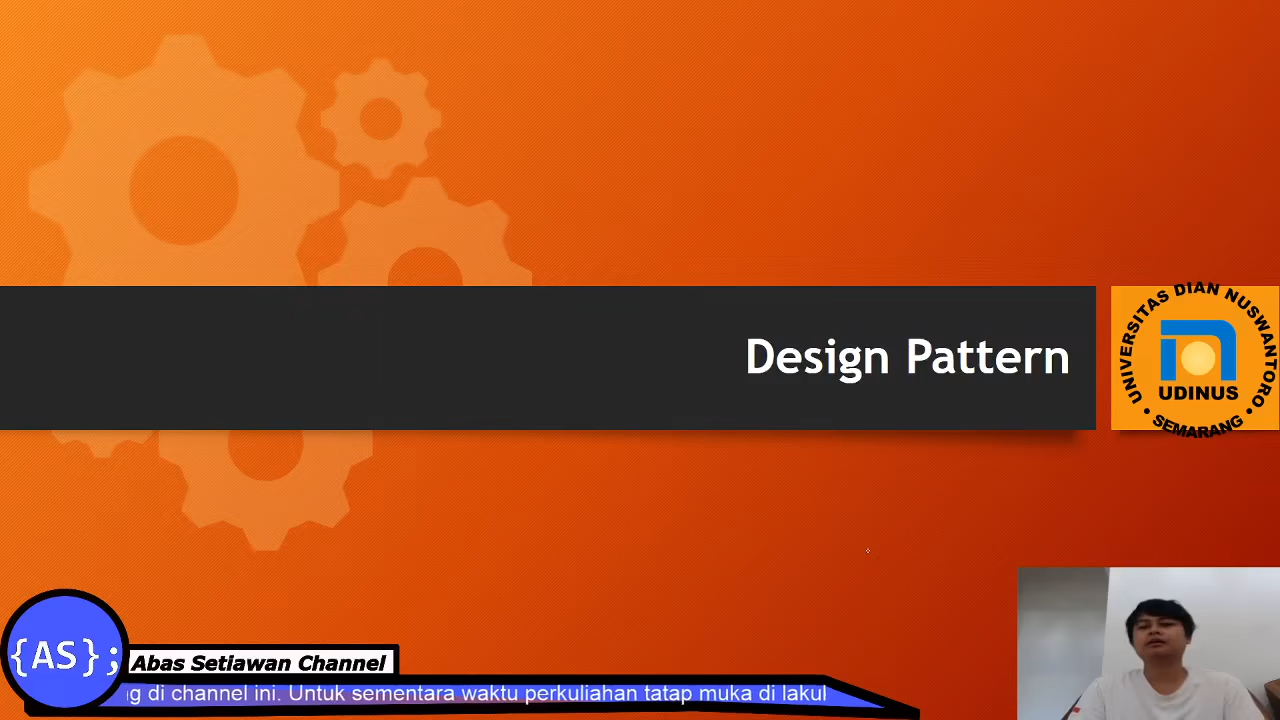 Design Pattern
UNIVERSITAS DIAN NUSWANTORO
UDINUS
• SEMARANG •
{AS};
Abas Setiawan Channel
di channel ini. Untuk sementara waktu perkuliahan tatap muka di